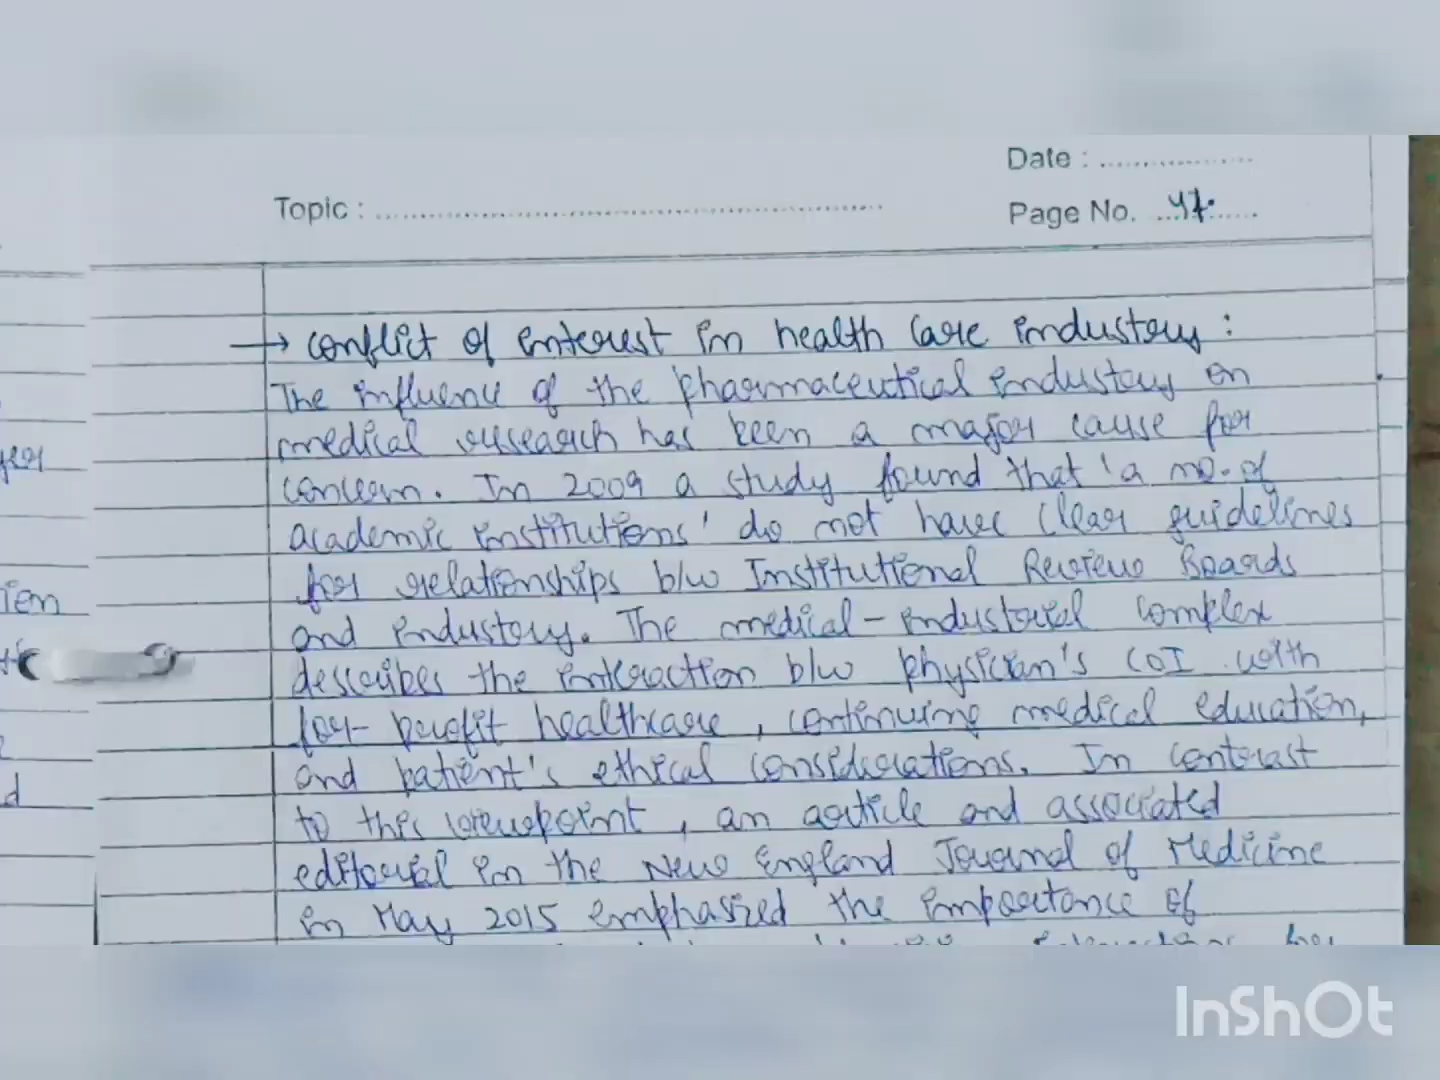 Date : ....................
Topic : ................................................................
Page No. ...47.......
→ Conflict of interest in health care industry :
The influence of the pharmaceutical industry on
medical research has been a major cause for
concern. In 2009 a study found that 'a no. of
academic institutions' do not have clear guidelines
for relationships b/w Institutional Review Boards
and industry. The medical - industrial complex
describes the interaction b/w physician's COI with
for-profit healthcare, continuing medical education,
and patient's ethical considerations. In contrast
to this viewpoint, an article and associated
editorial in the New England Journal of Medicine
in May 2015 emphasized the importance of
InShOt